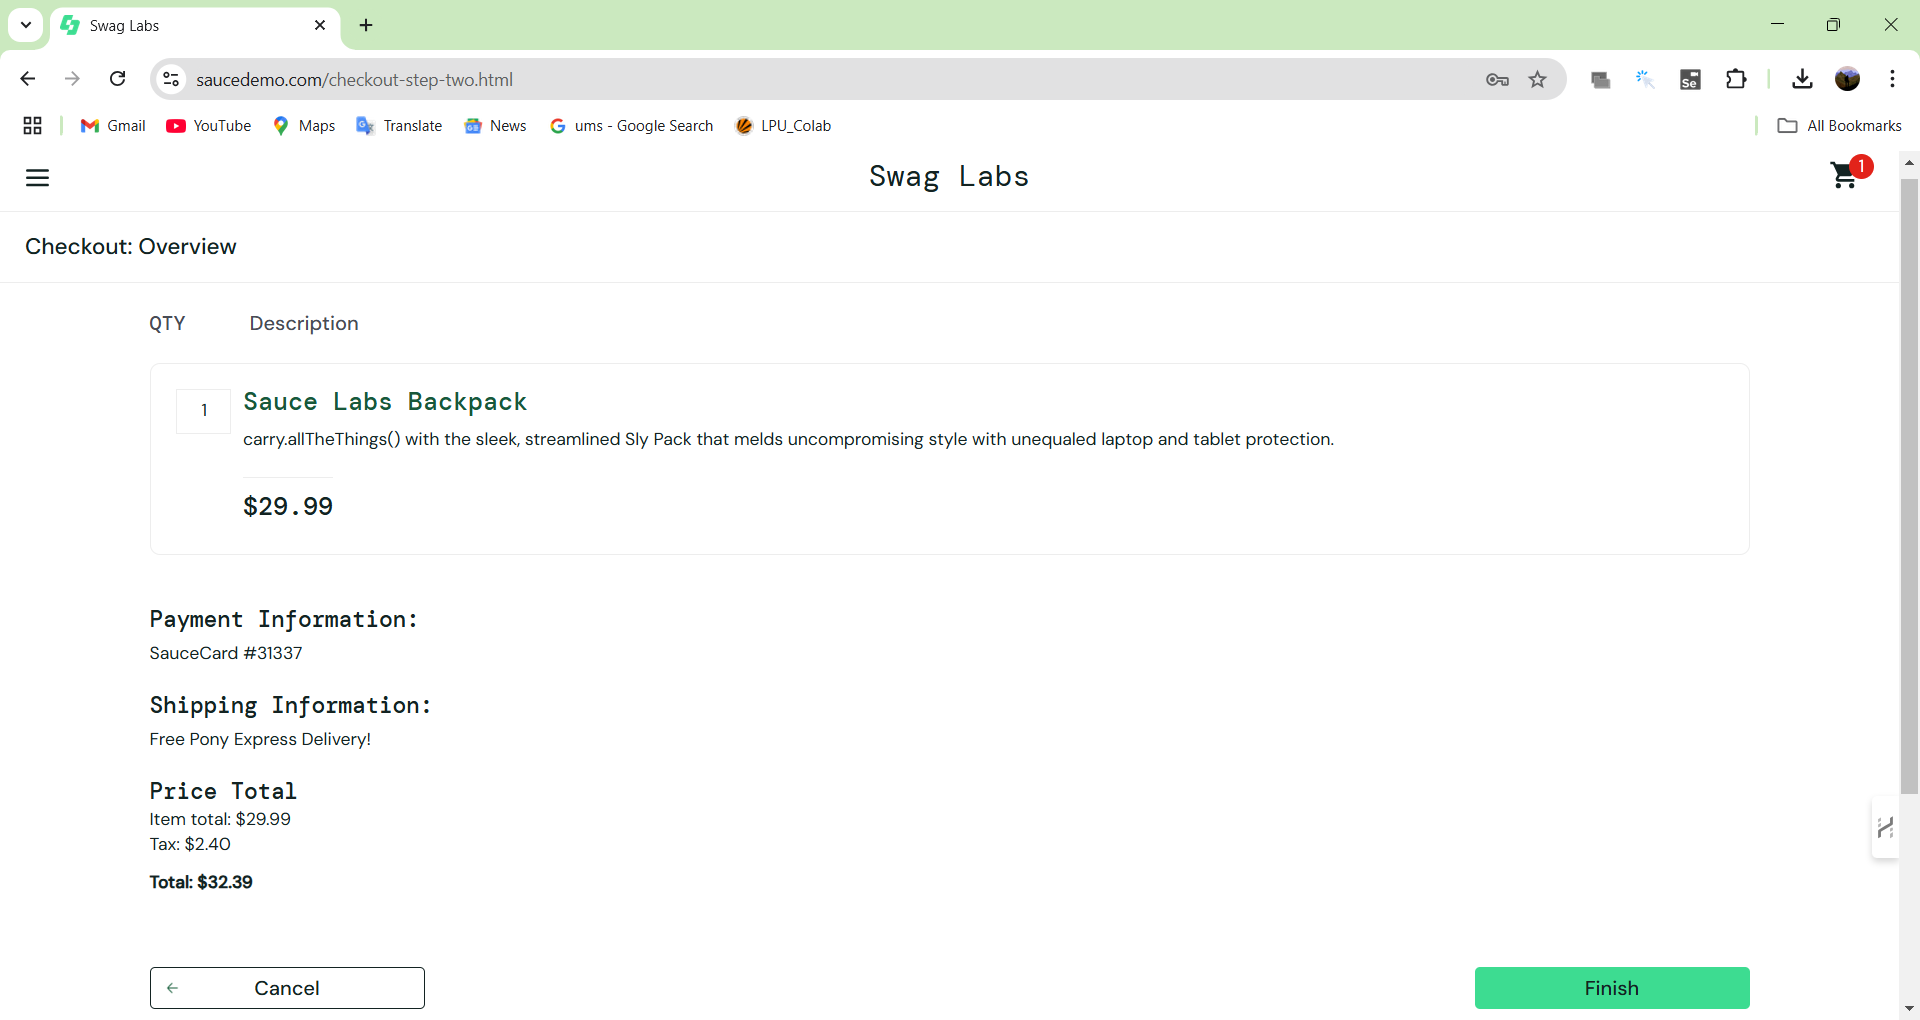 Swag Labs
saucedemo.com/checkout-step-two.html
Se
Gmail YouTube Maps Translate News ums - Google Search LPU_Colab All Bookmarks
Swag Labs
1
Checkout: Overview
QTY Description
1
Sauce Labs Backpack
carry.allTheThings() with the sleek, streamlined Sly Pack that melds uncompromising style with unequaled laptop and tablet protection.
$29.99
Payment Information:
SauceCard #31337
Shipping Information:
Free Pony Express Delivery!
Price Total
Item total: $29.99
Tax: $2.40
Total: $32.39
Cancel
Finish